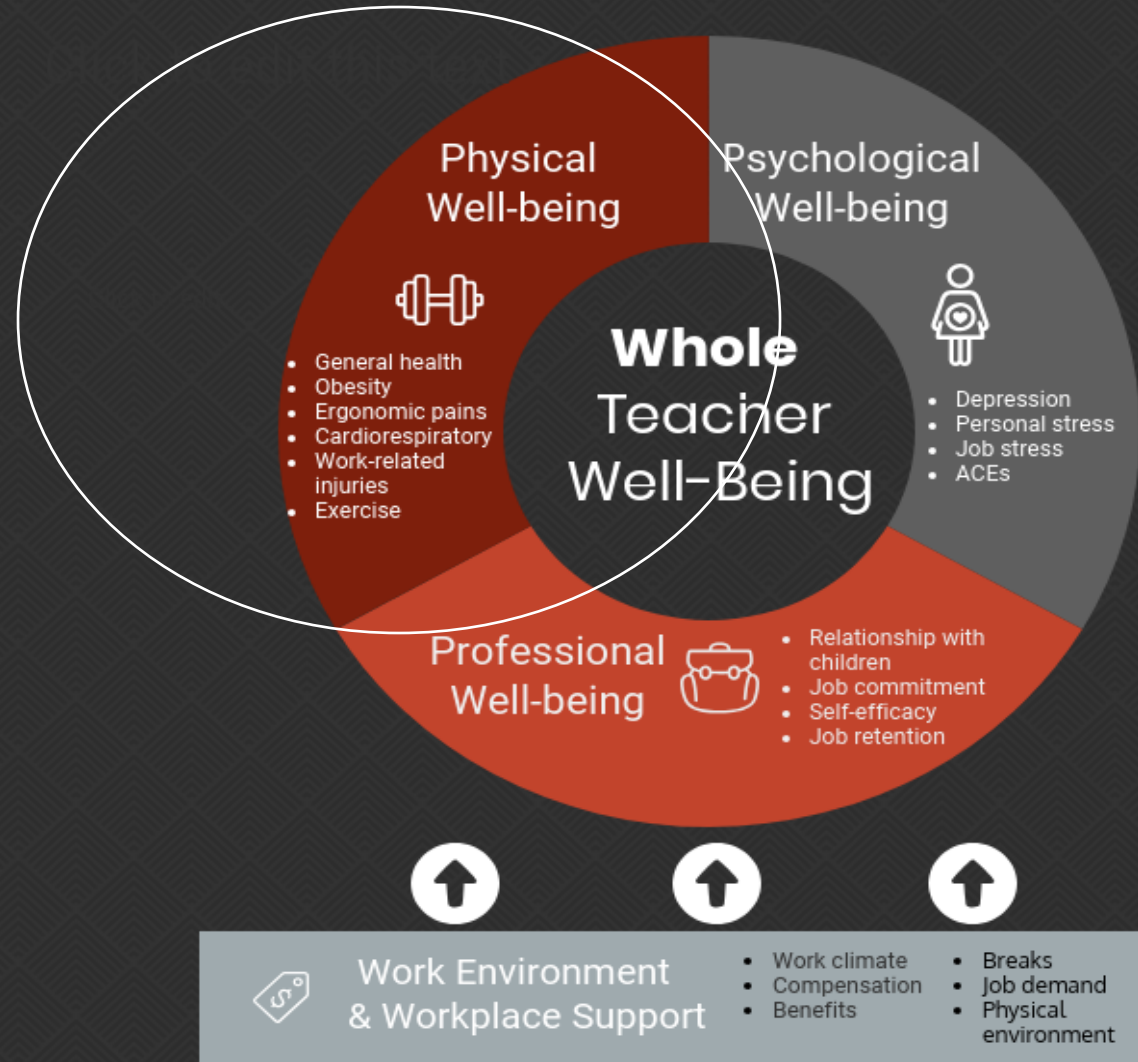 Physical
Well-being
General health
Obesity
Ergonomic pains
Cardiorespiratory
Work-related
injuries
Exercise
Psychological
Well-being
Depression
Personal stress
Job stress
ACEs
Whole
Teacher
Well-Being
Professional
Well-being
Relationship with
children
Job commitment
Self-efficacy
Job retention
Work Environment
& Workplace Support
Work climate
Compensation
Benefits
Breaks
Job demand
Physical
environment